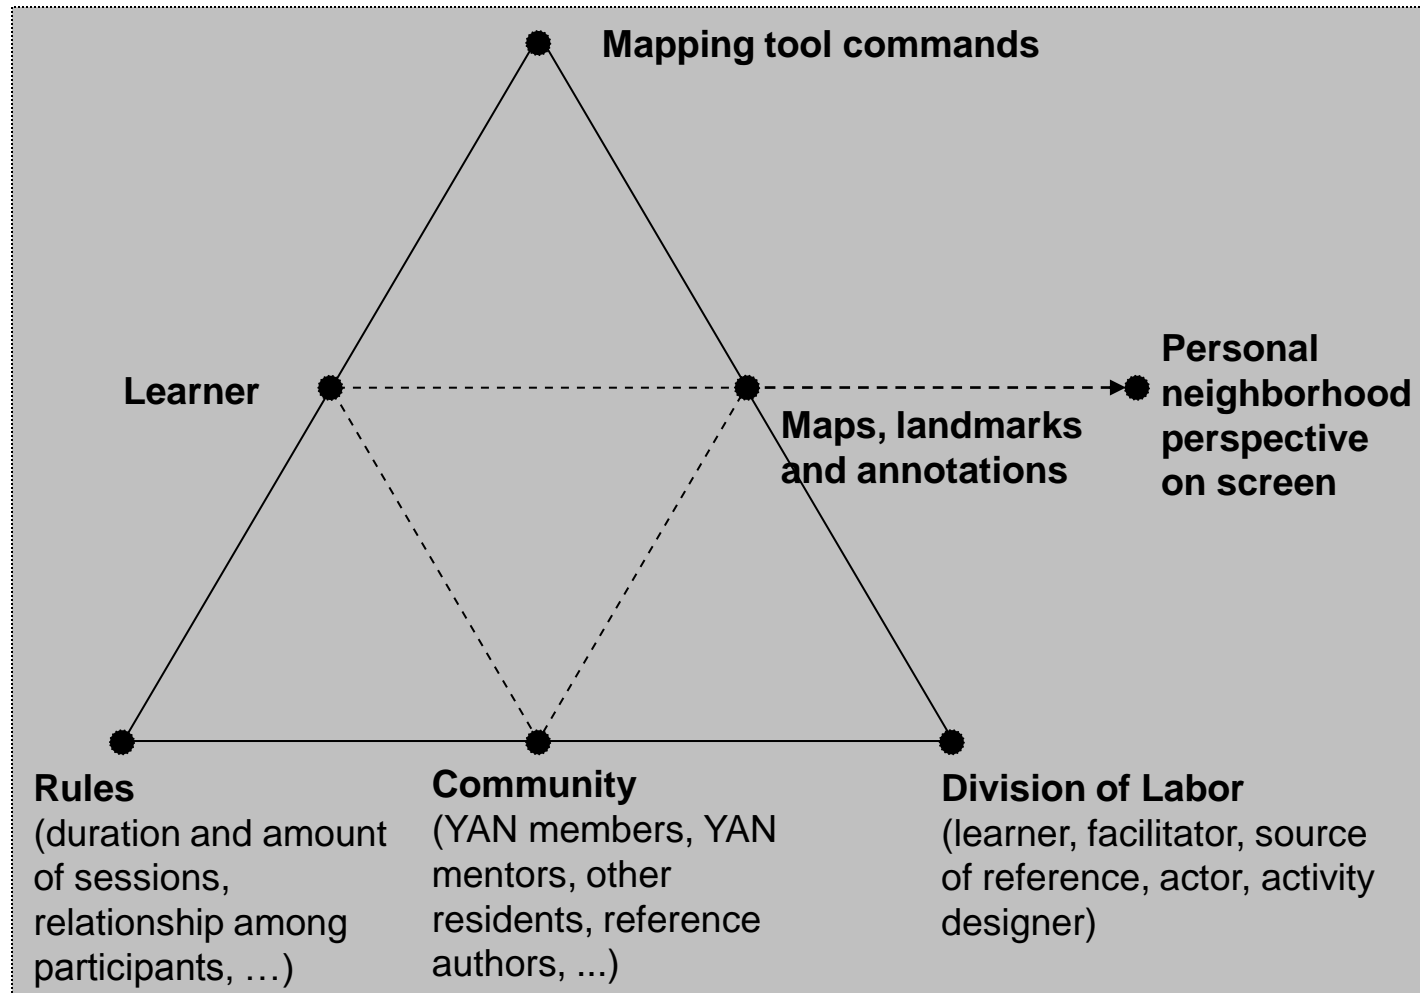 Mapping tool commands
Learner
Maps, landmarks
and annotations
Personal
neighborhood
perspective
on screen
Rules
(duration and amount
of sessions,
relationship among
participants, …)
Community
(YAN members, YAN
mentors, other
residents, reference
authors, ...)
Division of Labor
(learner, facilitator, source
of reference, actor, activity
designer)